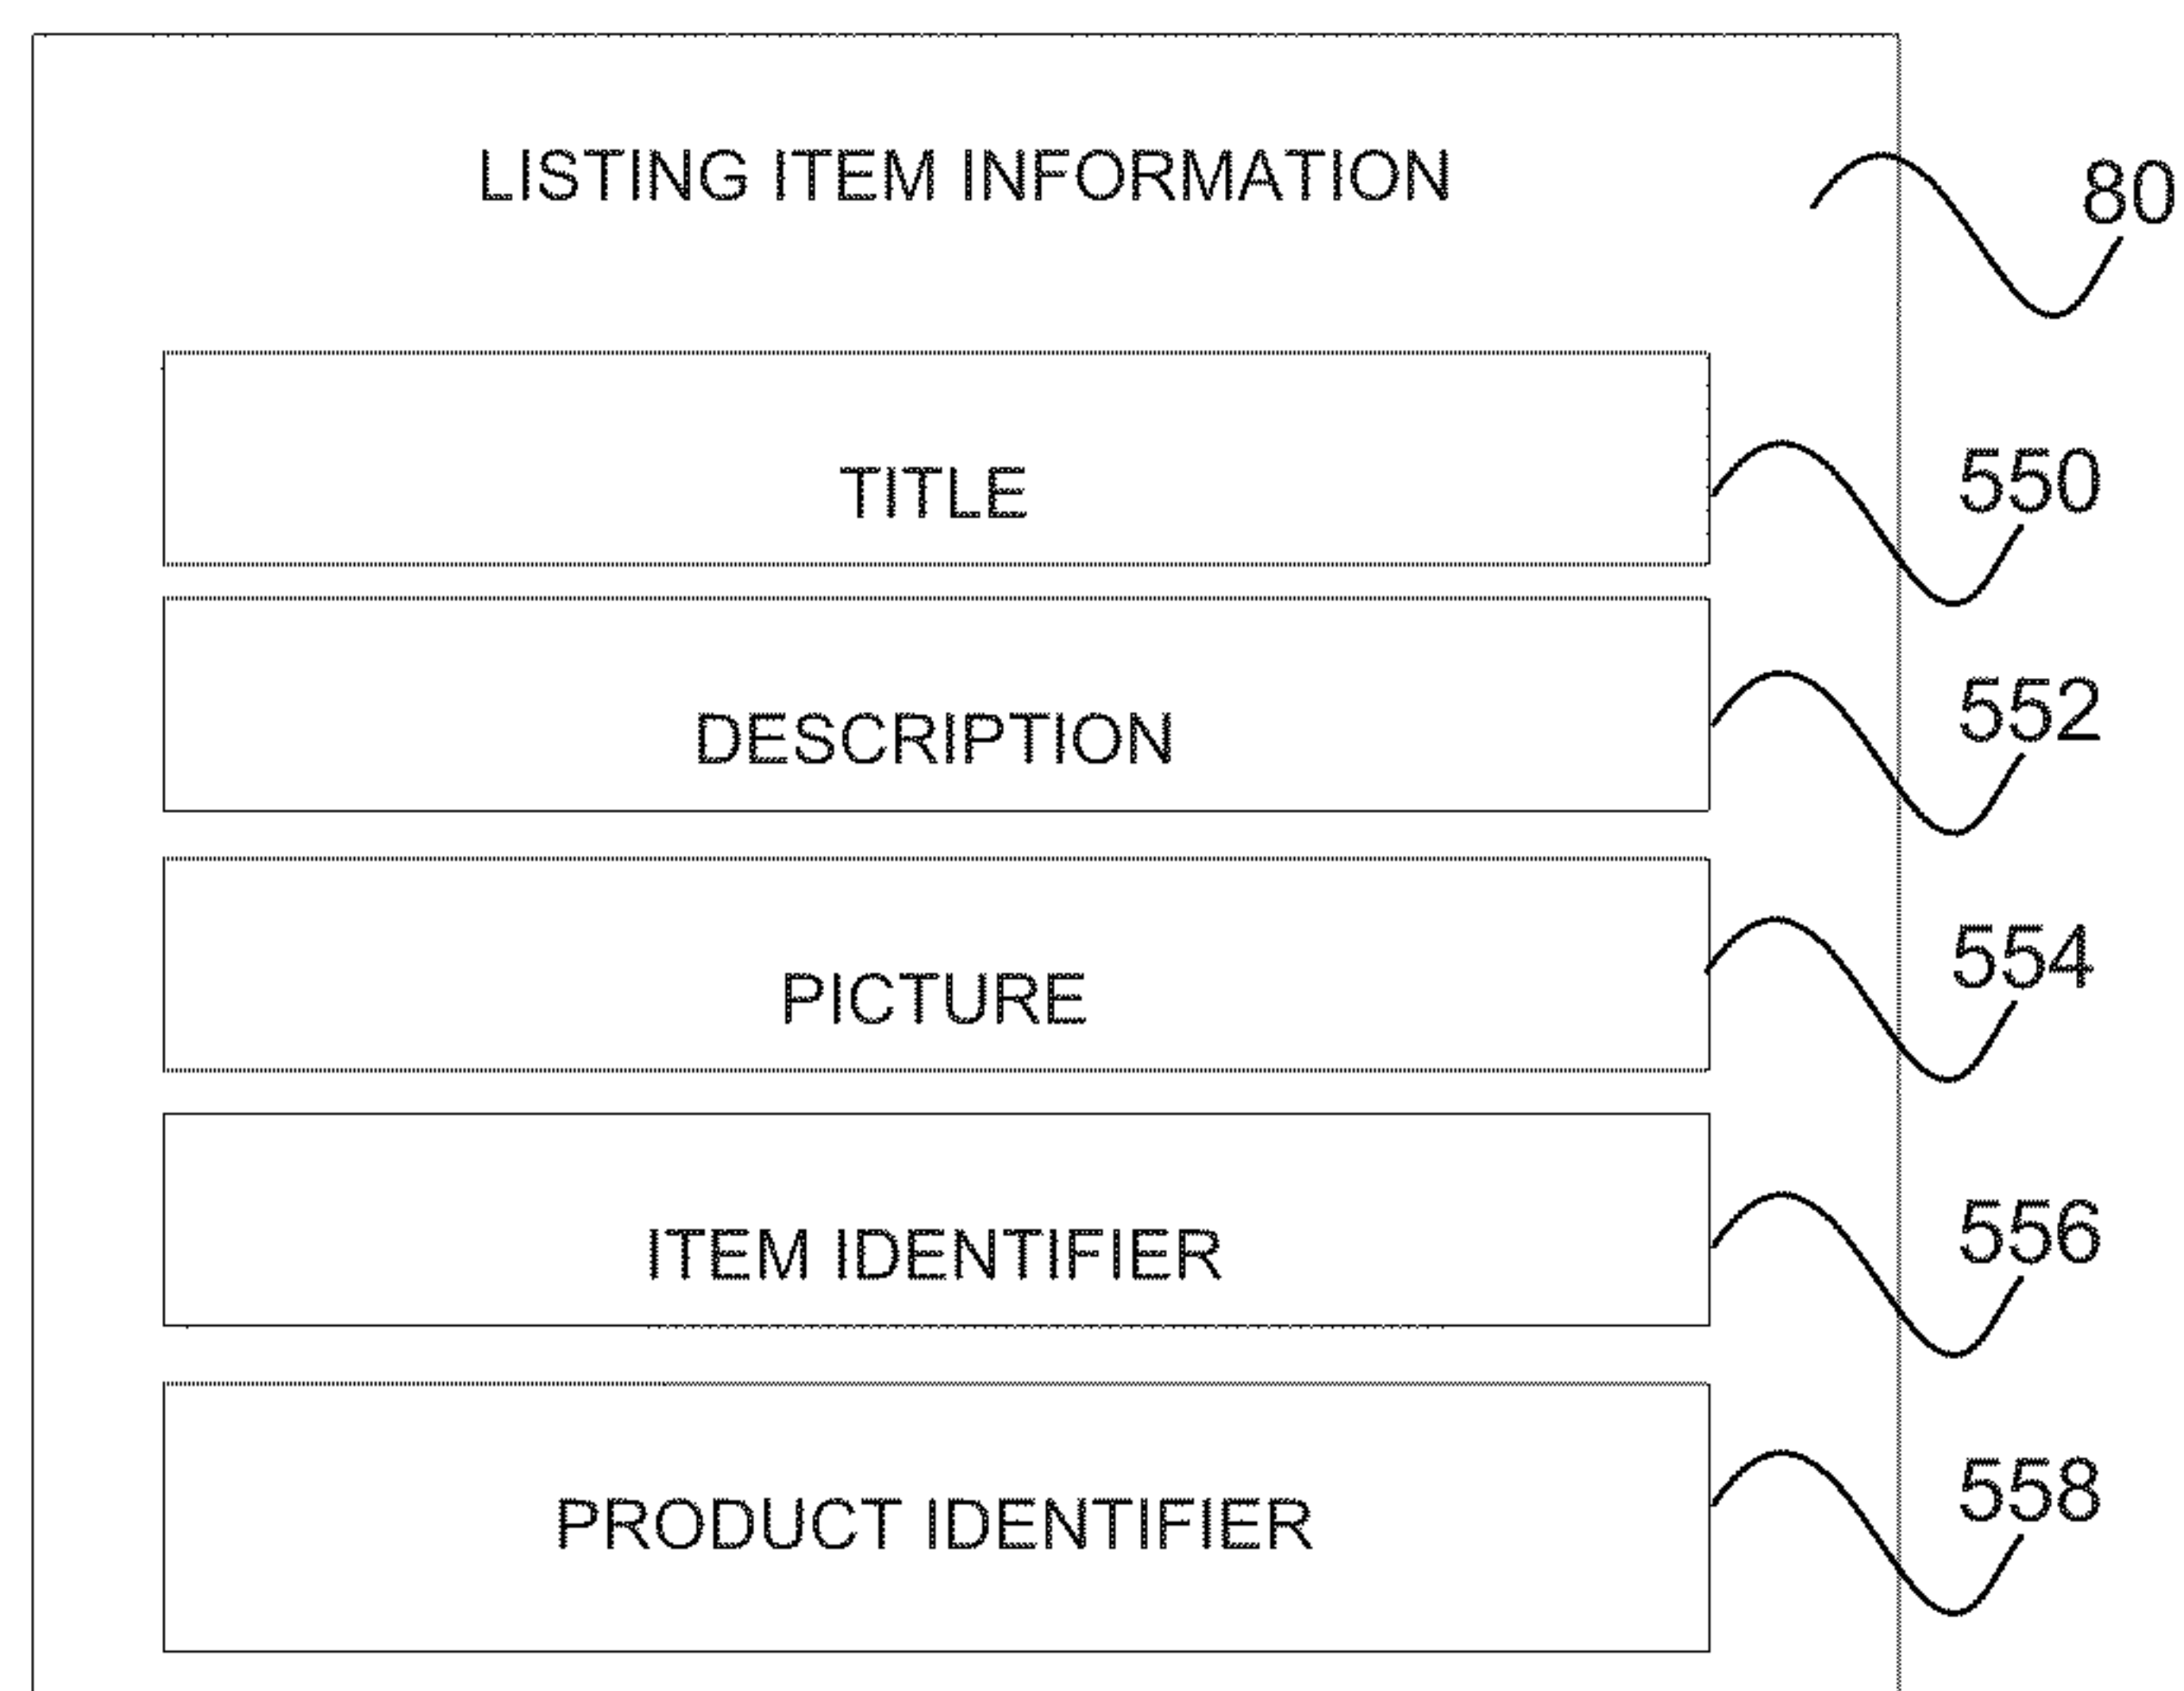 LISTING ITEM INFORMATION
80
TITLE
550
DESCRIPTION
552
PICTURE
554
ITEM IDENTIFIER
556
PRODUCT IDENTIFIER
558